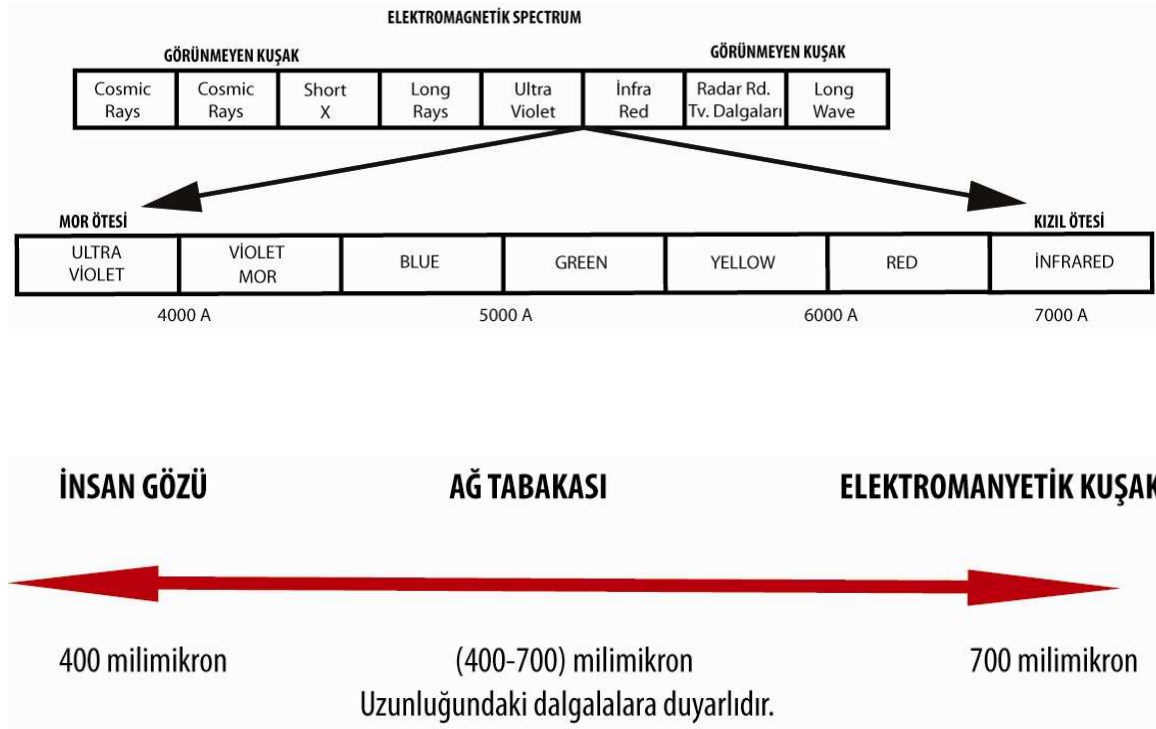 ELEKTROMAGNETİK SPECTRUM
GÖRÜNMEYEN KUŞAK GÖRÜNMEYEN KUŞAK
Cosmic Rays
Cosmic Rays
Short X
Long Rays
Ultra Violet
İnfra Red
Radar Rd. Tv. Dalgaları
Long Wave
MOR ÖTESİ KIZIL ÖTESİ
ULTRA VİOLET
VİOLET MOR
BLUE
GREEN
YELLOW
RED
İNFRARED
4000 A 5000 A 6000 A 7000 A
İNSAN GÖZÜ AĞ TABAKASI ELEKTROMANYETİK KUŞAK
400 milimikron (400-700) milimikron 700 milimikron
Uzunluğundaki dalgalalara duyarlıdır.